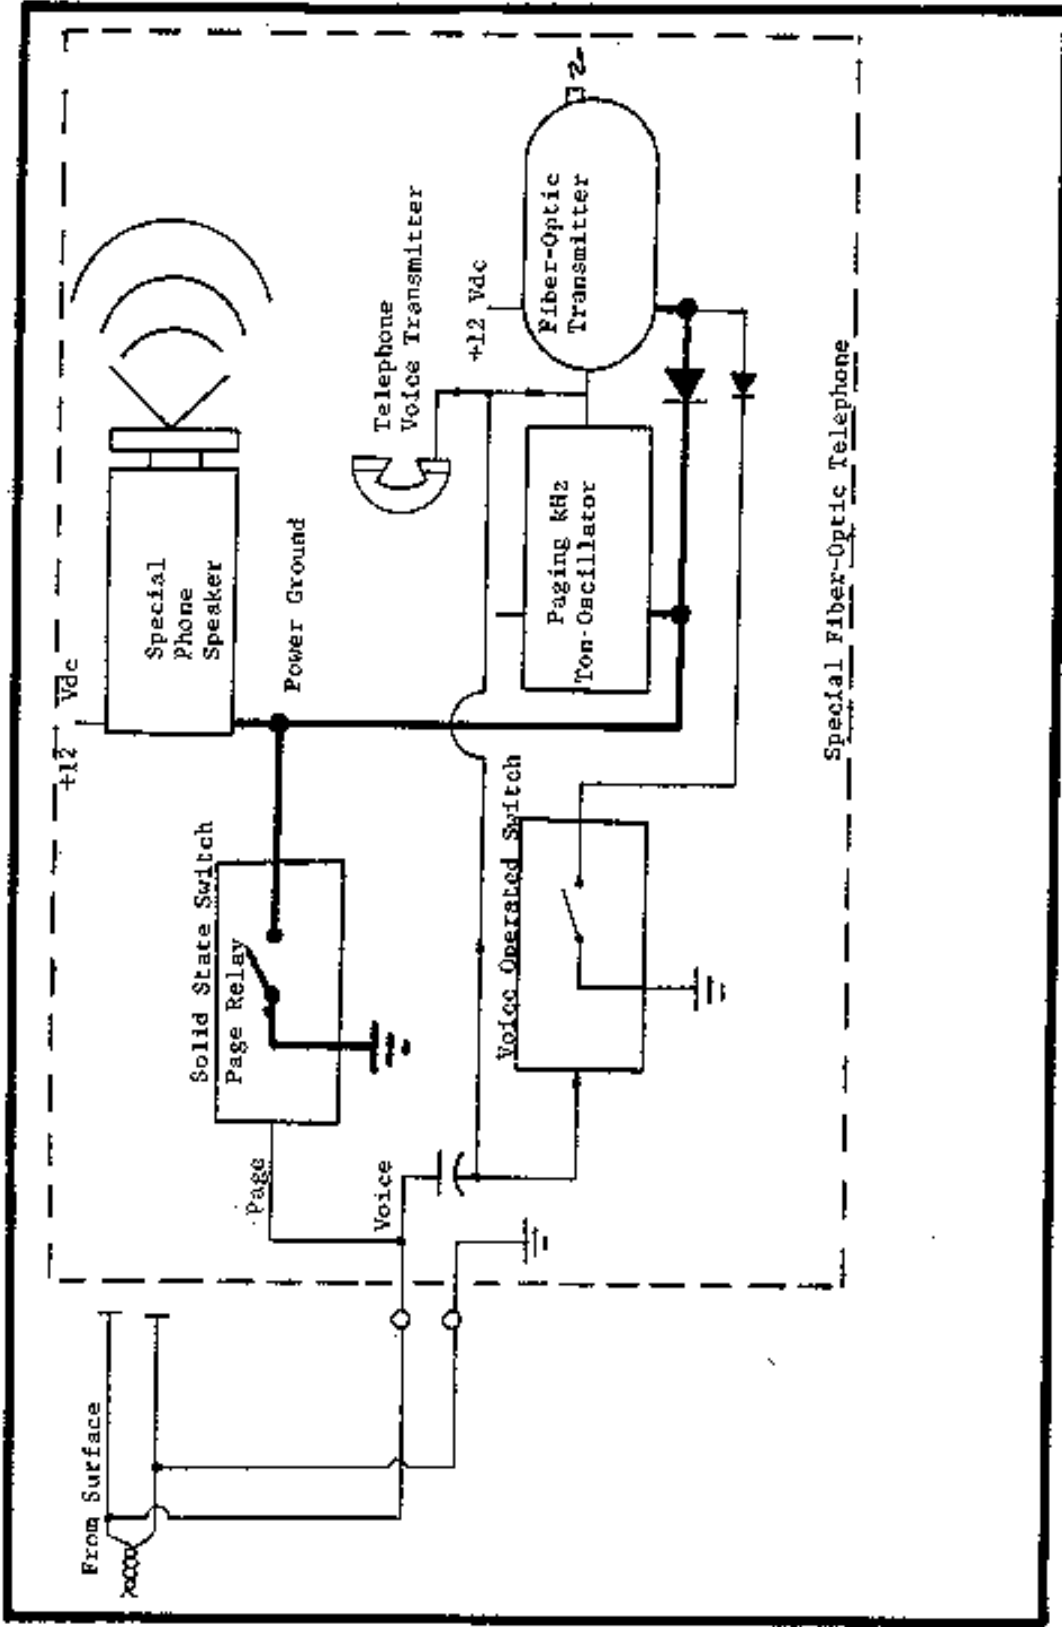 From Surface
Page
Voice
Solid State Switch
Page Relay
Voice Operated Switch
+12 Vdc
Special
Phone
Speaker
Power Ground
Telephone
Voice Transmitter
+12 Vdc
Paging kHz
Ton-Oscillator
Fiber-Optic
Transmitter
Special Fiber-Optic Telephone